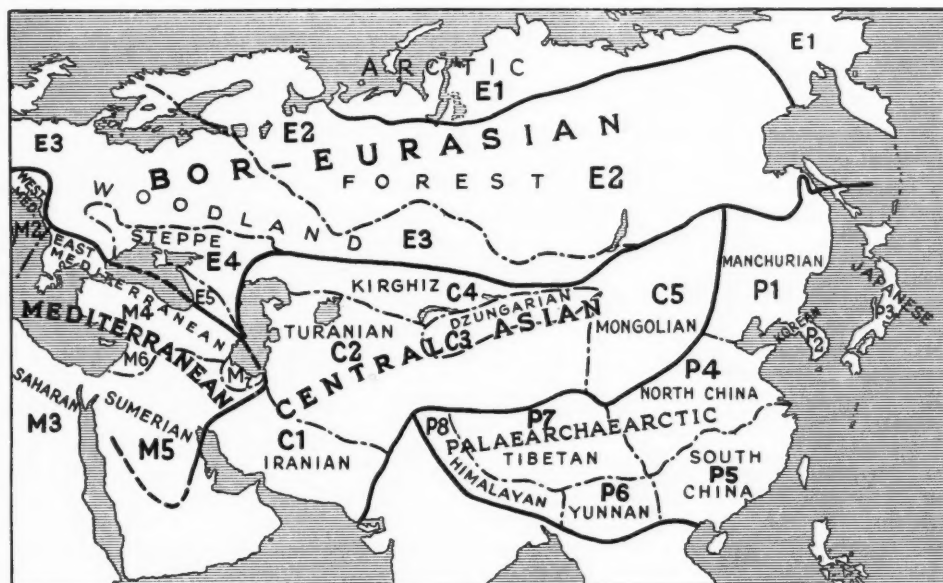 ARCTIC
E1
E1
E2
E3
BOR-EURASIAN
FOREST
E2
WOODLAND
E3
WEST MED.
M2
STEPPE
E4
EAST MEDITERRANEAN
M4
E5
KIRGHIZ
C4
DZUNGARIAN
C3
C5
MONGOLIAN
MANCHURIAN
P1
JAPANESE
P3
KOREAN
P2
MEDITERRANEAN
M6
M7
TURANIAN
C2
CENTRAL ASIAN
SAHARAN
M3
SUMERIAN
M5
C1
IRANIAN
P4
NORTH CHINA
P8
P7
PALAEARCHAEARCTIC
TIBETAN
HIMALAYAN
P6
YUNNAN
SOUTH
P5
CHINA